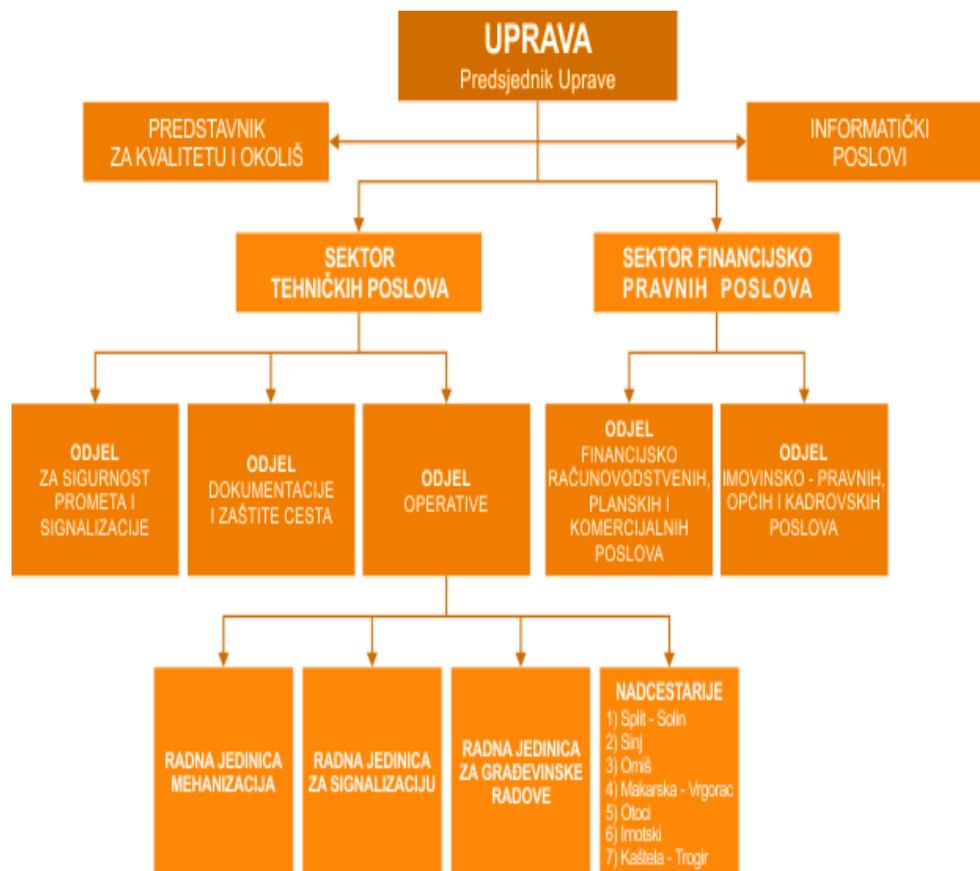 UPRAVA
Predsjednik Uprave
PREDSTAVNIK
ZA KVALITETU I OKOLIŠ
INFORMATIČKI
POSLOVI
SEKTOR
TEHNIČKIH POSLOVA
SEKTOR FINANCIJSKO
PRAVNIH POSLOVA
ODJEL
ZA SIGURNOST
PROMETA I
SIGNALIZACIJE
ODJEL
DOKUMENTACIJE
I ZAŠTITE CESTA
ODJEL
OPERATIVE
ODJEL
FINANCIJSKO
RAČUNOVODSTVENIH,
PLANSKIH I
KOMERCIJALNIH
POSLOVA
ODJEL
IMOVINSKO - PRAVNIH,
OPĆIH I KADROVSKIH
POSLOVA
RADNA JEDINICA
MEHANIZACIJA
RADNA JEDINICA
ZA SIGNALIZACIJU
RADNA JEDINICA
ZA GRAĐEVINSKE
RADOVE
NADCESTARIJE
1) Split - Solin
2) Sinj
3) Omiš
4) Makarska - Vrgorac
5) Otoci
6) Imotski
7) Kaštela - Trogir